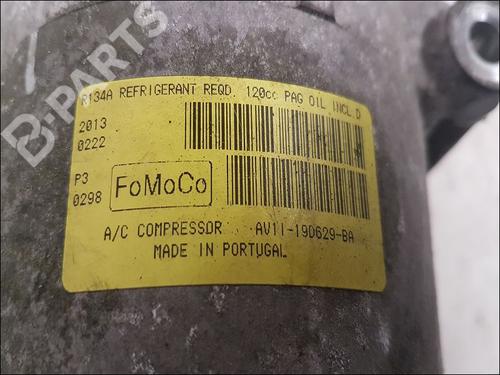 B-PARTS
R134A REFRIGERANT REQD. 120cc PAG OIL INCL.D
2013
0222
P3
0298
FoMoCo
A/C COMPRESSOR AV11-19D629-BA
MADE IN PORTUGAL